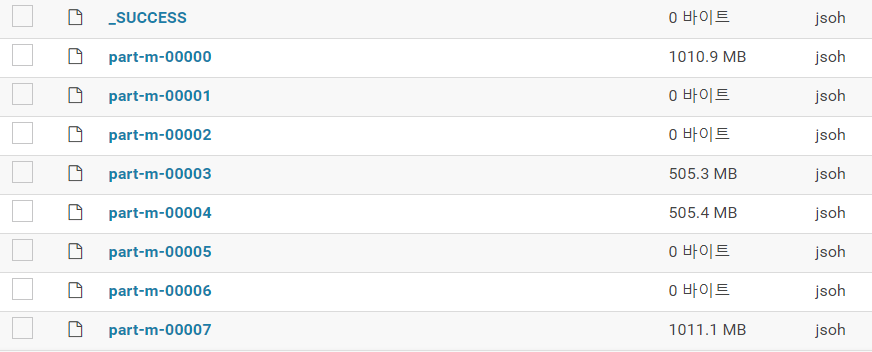 _SUCCESS 0 바이트 jsoh
part-m-00000 1010.9 MB jsoh
part-m-00001 0 바이트 jsoh
part-m-00002 0 바이트 jsoh
part-m-00003 505.3 MB jsoh
part-m-00004 505.4 MB jsoh
part-m-00005 0 바이트 jsoh
part-m-00006 0 바이트 jsoh
part-m-00007 1011.1 MB jsoh